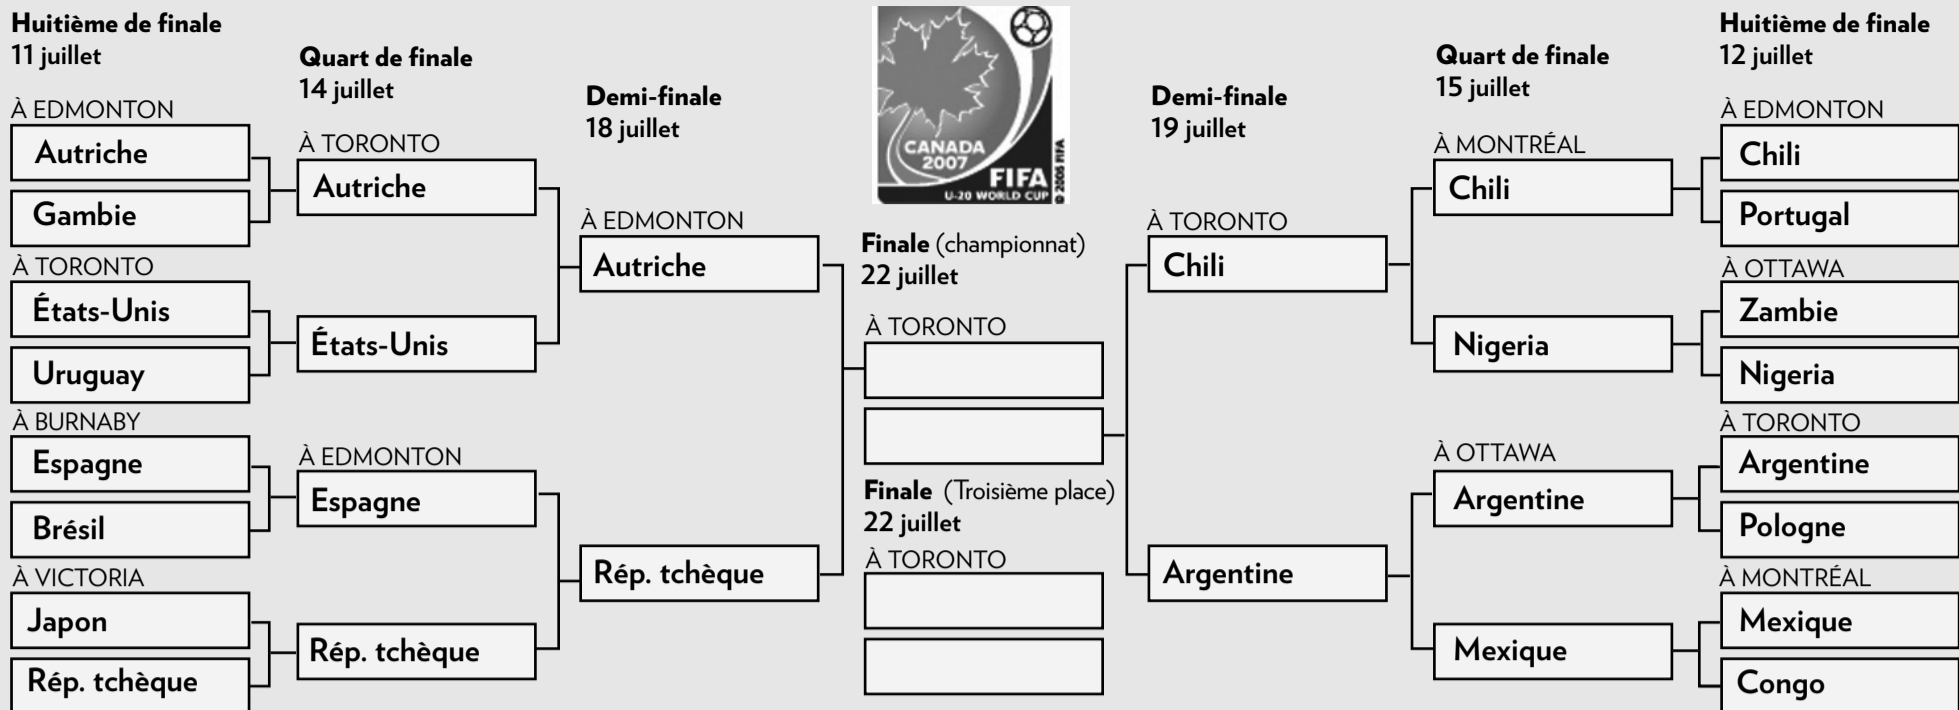 Huitième de finale
11 juillet
À EDMONTON
Autriche
Gambie
À TORONTO
États-Unis
Uruguay
À BURNABY
Espagne
Brésil
À VICTORIA
Japon
Rép. tchèque
Quart de finale
14 juillet
À TORONTO
Autriche
États-Unis
À EDMONTON
Espagne
Rép. tchèque
Demi-finale
18 juillet
À EDMONTON
Autriche
Rép. tchèque
CANADA
2007
FIFA
U-20 WORLD CUP
© 2005 FIFA
Finale (championnat)
22 juillet
À TORONTO
Finale (Troisième place)
22 juillet
À TORONTO
Demi-finale
19 juillet
À TORONTO
Chili
Argentine
Quart de finale
15 juillet
À MONTRÉAL
Chili
Nigeria
À OTTAWA
Argentine
Mexique
Huitième de finale
12 juillet
À EDMONTON
Chili
Portugal
À OTTAWA
Zambie
Nigeria
À TORONTO
Argentine
Pologne
À MONTRÉAL
Mexique
Congo